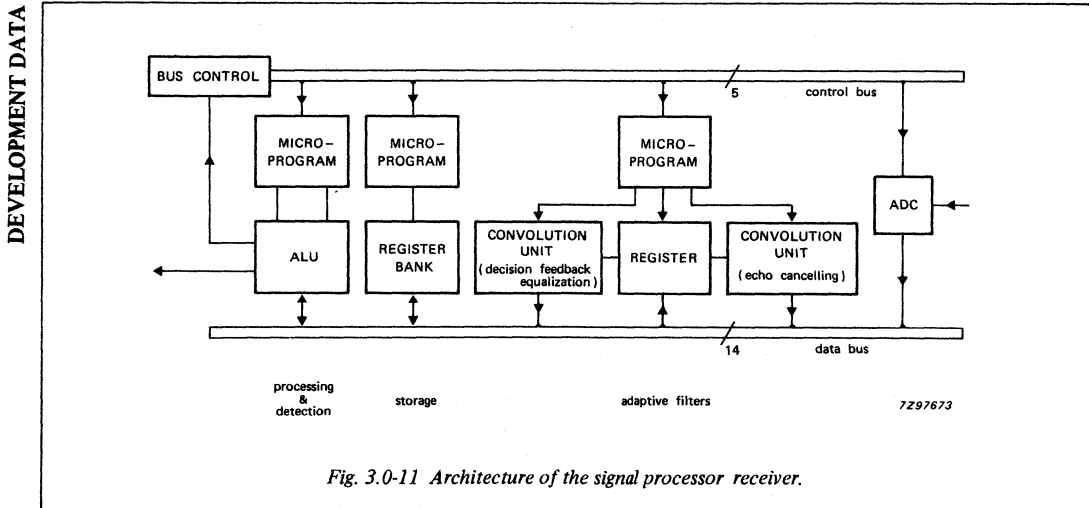 DEVELOPMENT DATA
BUS CONTROL
5
control bus
MICRO-
PROGRAM
MICRO-
PROGRAM
MICRO-
PROGRAM
ADC
ALU
REGISTER
BANK
CONVOLUTION
UNIT
(decision feedback
equalization)
REGISTER
CONVOLUTION
UNIT
(echo cancelling)
14
data bus
processing
&
detection
storage
adaptive filters
7Z97673
Fig. 3.0-11 Architecture of the signal processor receiver.